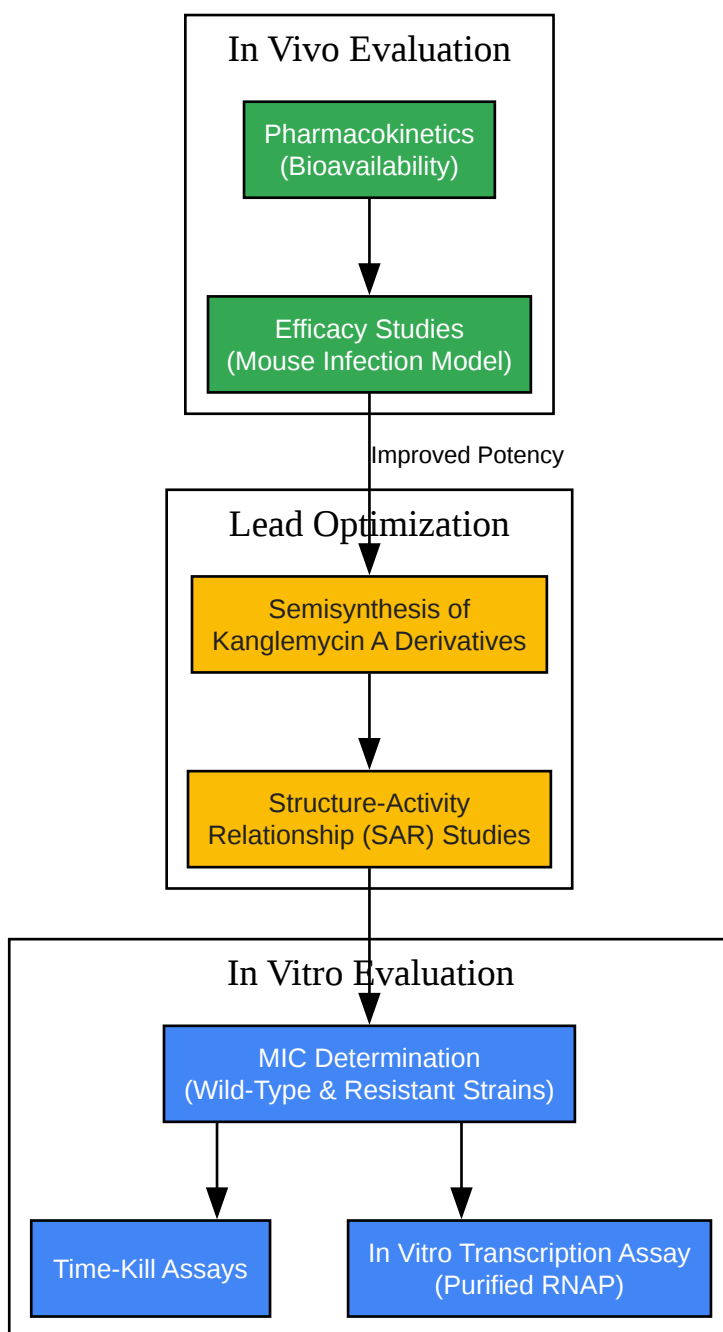 In Vivo Evaluation
Pharmacokinetics
(Bioavailability)
Efficacy Studies
(Mouse Infection Model)
Improved Potency
Lead Optimization
Semisynthesis of
Kanglemycin A Derivatives
Structure-Activity
Relationship (SAR) Studies
In Vitro Evaluation
MIC Determination
(Wild-Type & Resistant Strains)
Time-Kill Assays
In Vitro Transcription Assay
(Purified RNAP)